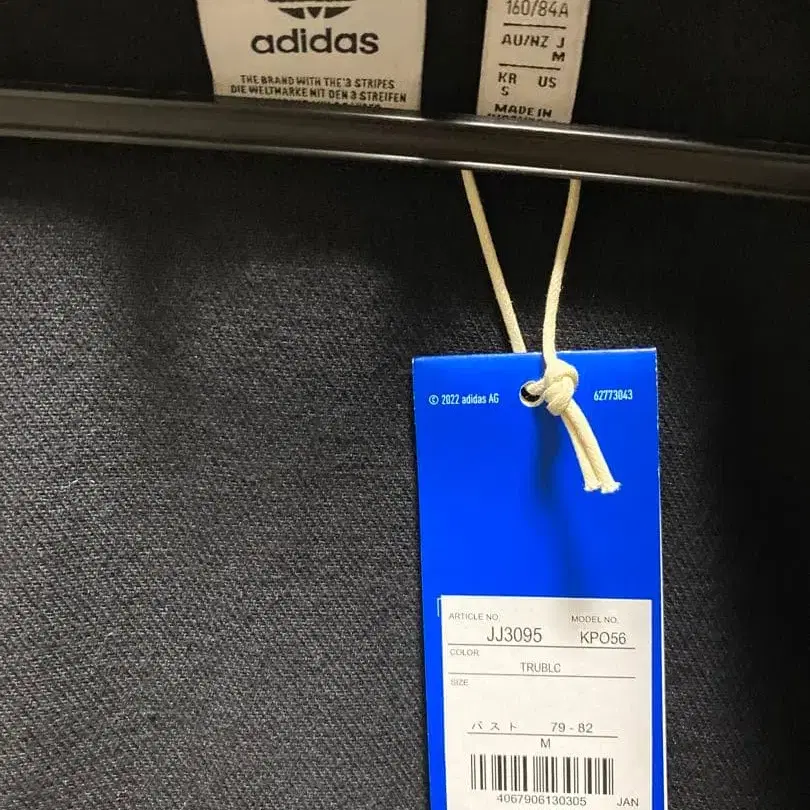 adidas
THE BRAND WITH THE 3 STRIPES
DIE WELTMARKE MIT DEN 3 STREIFEN
160/84A
AU/NZ J
M
KR US
S
MADE IN
© 2022 adidas AG 62773043
ARTICLE NO. MODEL NO.
JJ3095 KPO56
COLOR
TRUBLC
SIZE
バスト 79-82
M
4067906130305 JAN